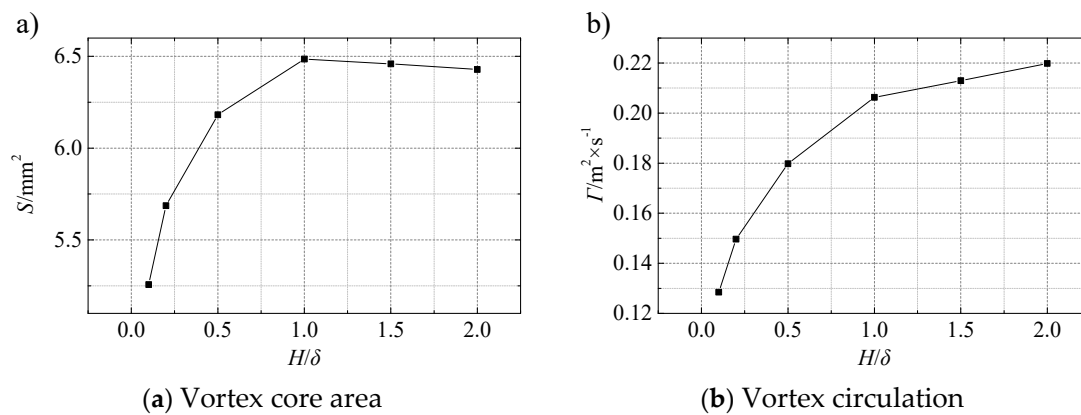 a)
6.5
6.0
5.5
S/mm²
0.0 0.5 1.0 1.5 2.0
H/δ
(a) Vortex core area
b)
0.22
0.20
0.18
0.16
0.14
0.12
Γ/m²×s⁻¹
0.0 0.5 1.0 1.5 2.0
H/δ
(b) Vortex circulation